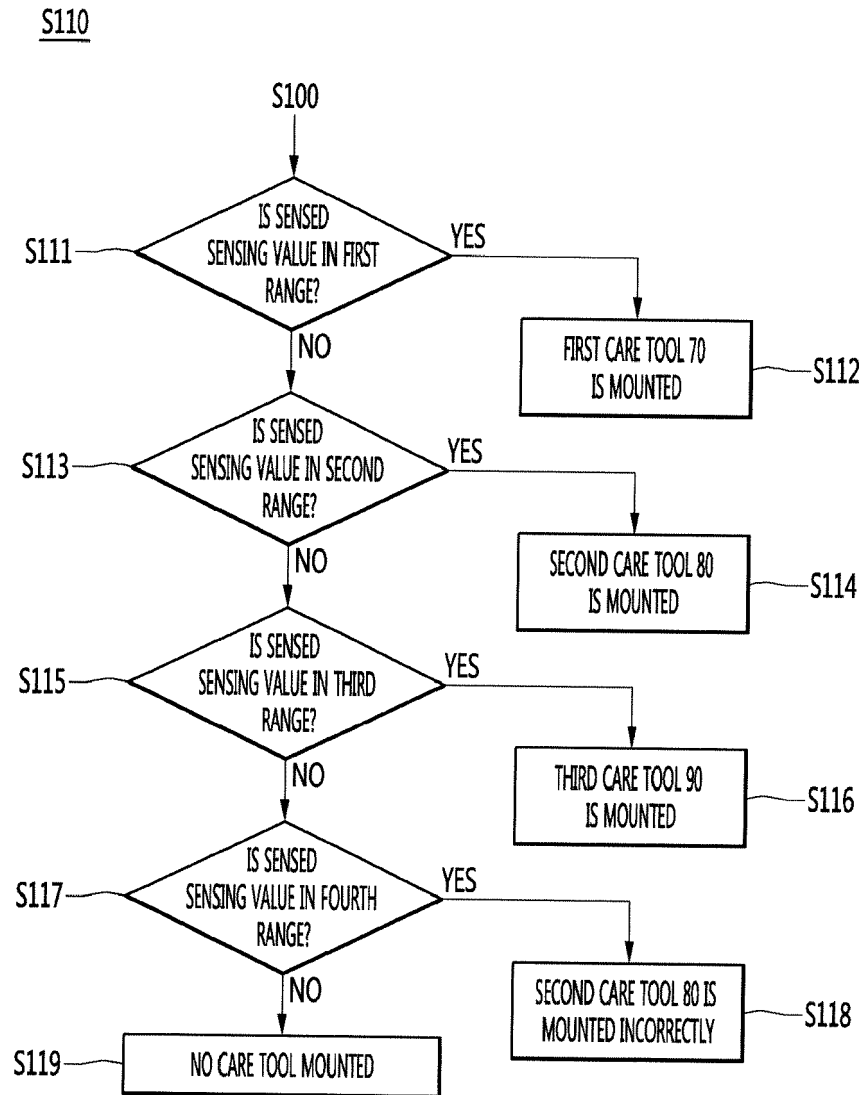 S110
S100
IS SENSED
SENSING VALUE IN FIRST
RANGE?
S111
YES
NO
FIRST CARE TOOL 70
IS MOUNTED
S112
IS SENSED
SENSING VALUE IN SECOND
RANGE?
S113
YES
NO
SECOND CARE TOOL 80
IS MOUNTED
S114
IS SENSED
SENSING VALUE IN THIRD
RANGE?
S115
YES
NO
THIRD CARE TOOL 90
IS MOUNTED
S116
IS SENSED
SENSING VALUE IN FOURTH
RANGE?
S117
YES
NO
SECOND CARE TOOL 80 IS
MOUNTED INCORRECTLY
S118
S119
NO CARE TOOL MOUNTED